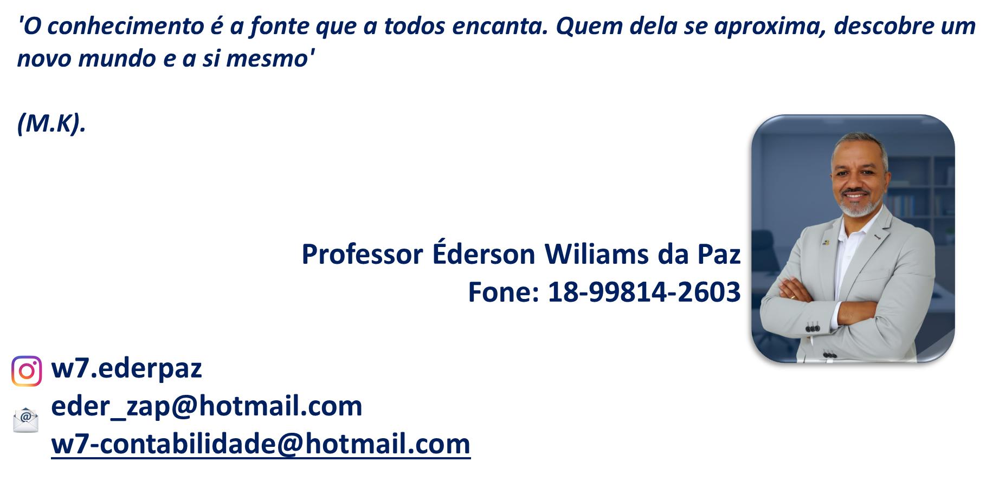 'O conhecimento é a fonte que a todos encanta. Quem dela se aproxima, descobre um
novo mundo e a si mesmo'
(M.K).
Professor Éderson Wiliams da Paz
Fone: 18-99814-2603
w7.ederpaz
eder_zap@hotmail.com
w7-contabilidade@hotmail.com